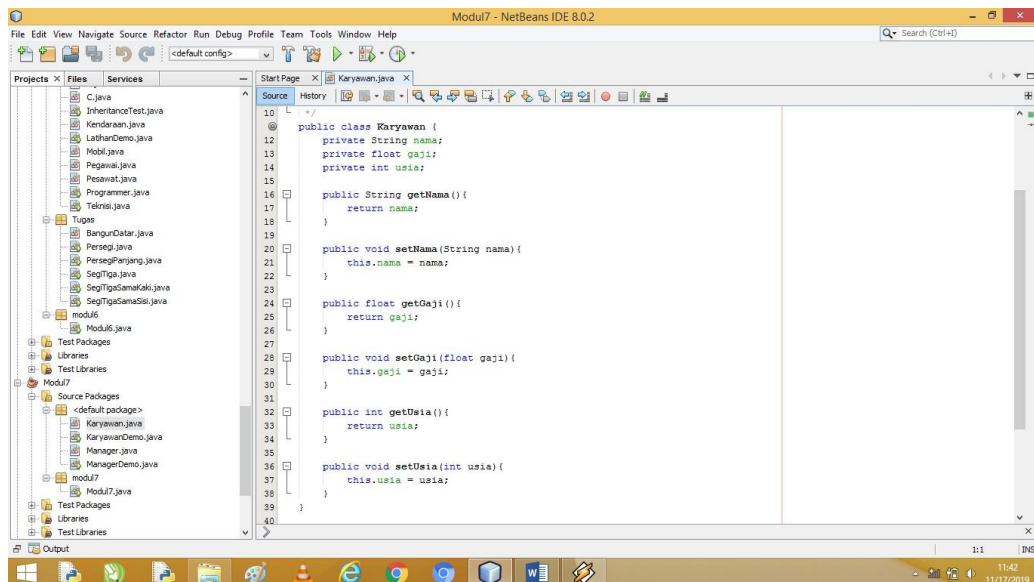 Modul7 - NetBeans IDE 8.0.2
File Edit View Navigate Source Refactor Run Debug Profile Team Tools Window Help
Search (Ctrl+I)
<default config>
Projects × Files Services
Start Page × Karyawan.java ×
Source History
C.java
InheritanceTest.java
Kendaraan.java
LatihanDemo.java
Mobil.java
Pegawai.java
Pesawat.java
Programmer.java
Teknisi.java
Tugas
BangunDatar.java
Persegi.java
PersegiPanjang.java
SegiTiga.java
SegiTigaSamaKaki.java
SegiTigaSamaSisi.java
modul6
Modul6.java
Test Packages
Libraries
Test Libraries
Modul7
Source Packages
<default package>
Karyawan.java
KaryawanDemo.java
Manager.java
ManagerDemo.java
modul7
Modul7.java
Test Packages
Libraries
Test Libraries
10 */
public class Karyawan {
12 private String nama;
13 private float gaji;
14 private int usia;
15
16 public String getNama(){
17 return nama;
18 }
19
20 public void setNama(String nama){
21 this.nama = nama;
22 }
23
24 public float getGaji(){
25 return gaji;
26 }
27
28 public void setGaji(float gaji){
29 this.gaji = gaji;
30 }
31
32 public int getUsia(){
33 return usia;
34 }
35
36 public void setUsia(int usia){
37 this.usia = usia;
38 }
39 }
40
Output
1:1 INS
11:42
11/17/2019